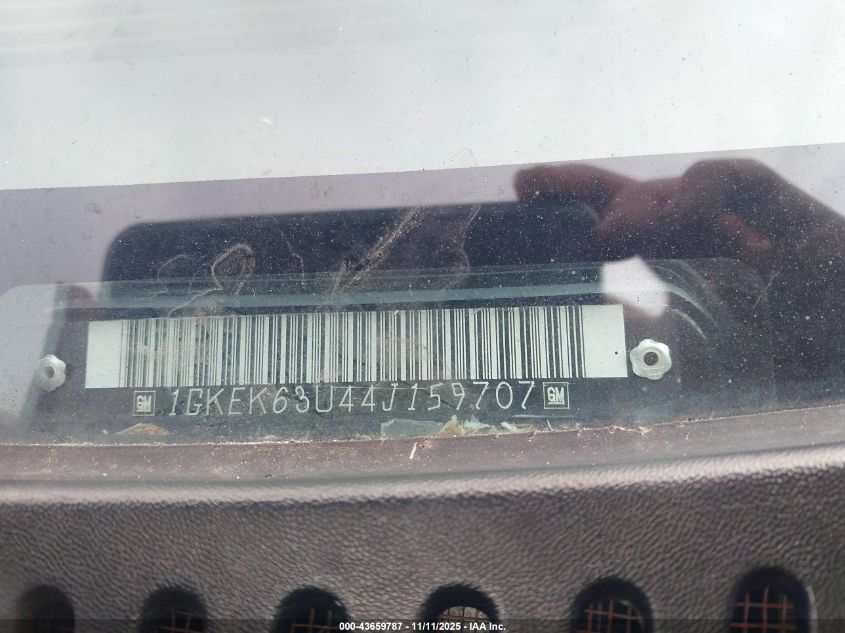 GM 1GKEK63U44J159707 GM
000-43659787 - 11/11/2025 - IAA Inc.